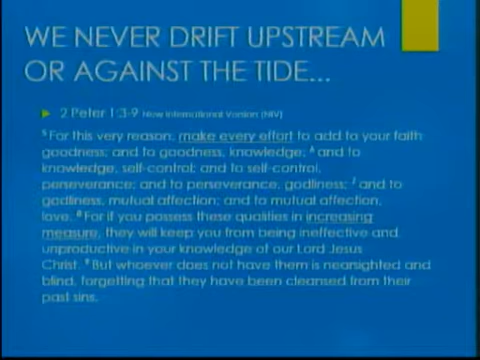 WE NEVER DRIFT UPSTREAM
OR AGAINST THE TIDE...
2 Peter 1:3-9 New International Version (NIV)
5 For this very reason, make every effort to add to your faith
goodness; and to goodness, knowledge; 6 and to
knowledge, self-control; and to self-control,
perseverance; and to perseverance, godliness; 7 and to
godliness, mutual affection; and to mutual affection,
love. 8 For if you possess these qualities in increasing
measure, they will keep you from being ineffective and
unproductive in your knowledge of our Lord Jesus
Christ. 9 But whoever does not have them is nearsighted and
blind, forgetting that they have been cleansed from their
past sins.